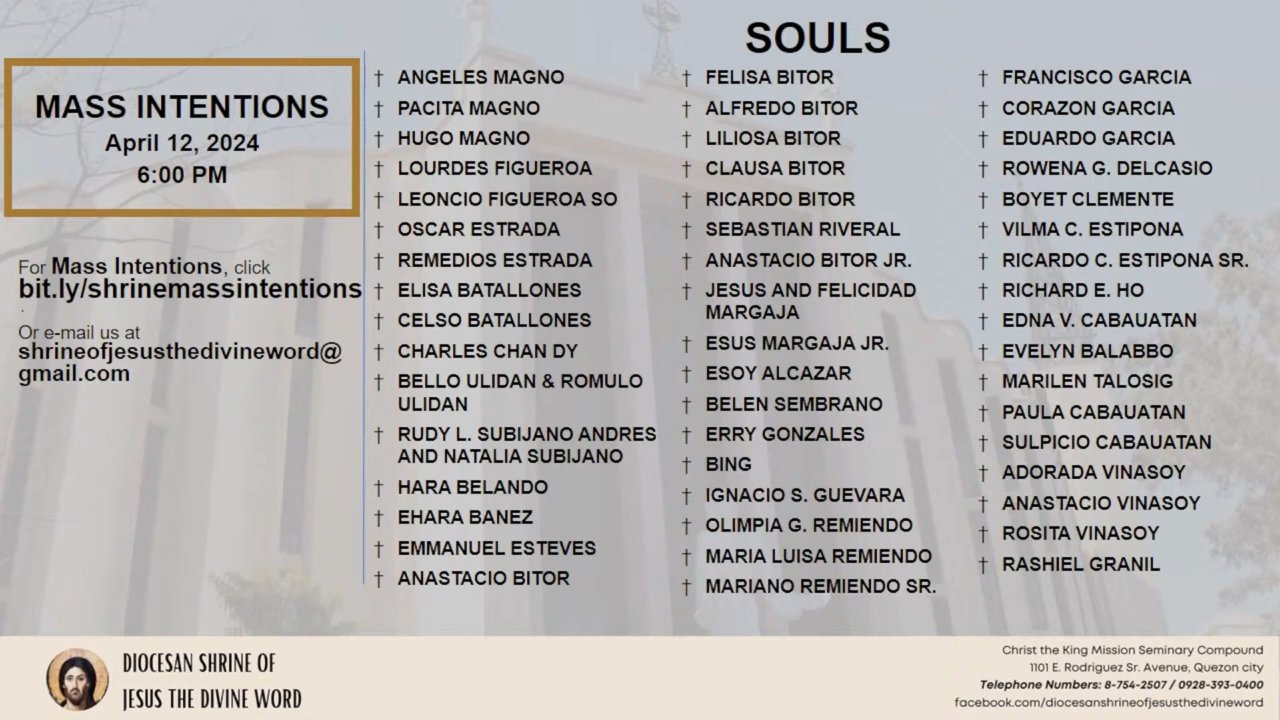 SOULS
MASS INTENTIONS
April 12, 2024
6:00 PM
For Mass Intentions, click
bit.ly/shrinemassintentions
.
Or e-mail us at
shrineofjesusthedivineword@
gmail.com
† ANGELES MAGNO
† PACITA MAGNO
† HUGO MAGNO
† LOURDES FIGUEROA
† LEONCIO FIGUEROA SO
† OSCAR ESTRADA
† REMEDIOS ESTRADA
† ELISA BATALLONES
† CELSO BATALLONES
† CHARLES CHAN DY
† BELLO ULIDAN & ROMULO
ULIDAN
† RUDY L. SUBIJANO ANDRES
AND NATALIA SUBIJANO
† HARA BELANDO
† EHARA BANEZ
† EMMANUEL ESTEVES
† ANASTACIO BITOR
† FELISA BITOR
† ALFREDO BITOR
† LILIOSA BITOR
† CLAUSA BITOR
† RICARDO BITOR
† SEBASTIAN RIVERAL
† ANASTACIO BITOR JR.
† JESUS AND FELICIDAD
MARGAJA
† ESUS MARGAJA JR.
† ESOY ALCAZAR
† BELEN SEMBRANO
† ERRY GONZALES
† BING
† IGNACIO S. GUEVARA
† OLIMPIA G. REMIENDO
† MARIA LUISA REMIENDO
† MARIANO REMIENDO SR.
† FRANCISCO GARCIA
† CORAZON GARCIA
† EDUARDO GARCIA
† ROWENA G. DELCASIO
† BOYET CLEMENTE
† VILMA C. ESTIPONA
† RICARDO C. ESTIPONA SR.
† RICHARD E. HO
† EDNA V. CABAUATAN
† EVELYN BALABBO
† MARILEN TALOSIG
† PAULA CABAUATAN
† SULPICIO CABAUATAN
† ADORADA VINASOY
† ANASTACIO VINASOY
† ROSITA VINASOY
† RASHIEL GRANIL
DIOCESAN SHRINE OF
JESUS THE DIVINE WORD
Christ the King Mission Seminary Compound
1101 E. Rodriguez Sr. Avenue, Quezon city
Telephone Numbers: 8-754-2507 / 0928-393-0400
facebook.com/diocesanshrineofjesusthedivineword